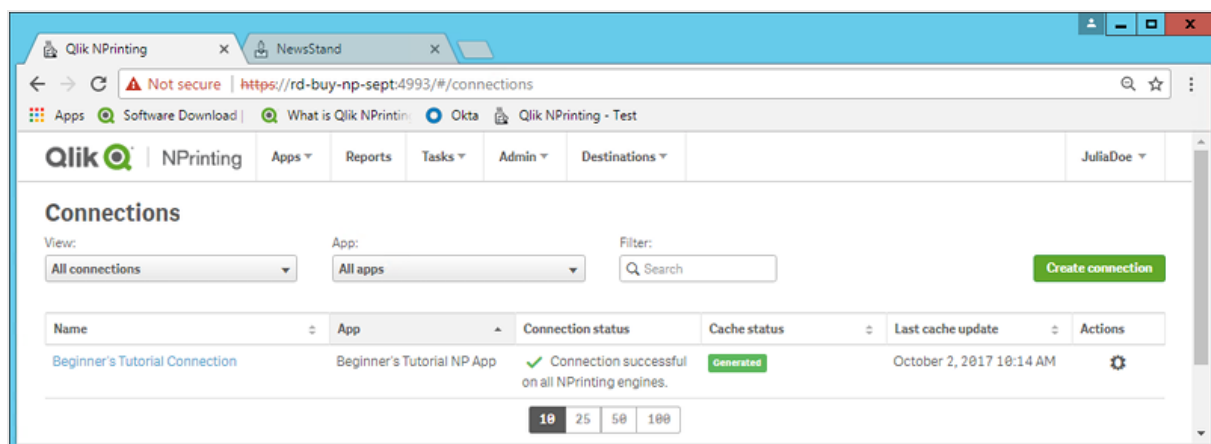 Qlik NPrinting NewsStand
Not secure | https://rd-buy-np-sept:4993/#/connections
Apps Software Download | What is Qlik NPrintin Okta Qlik NPrinting - Test
Qlik NPrinting Apps Reports Tasks Admin Destinations JuliaDoe
Connections
View: App: Filter:
All connections All apps Search Create connection
Name App Connection status Cache status Last cache update Actions
Beginner's Tutorial Connection Beginner's Tutorial NP App Connection successful Generated October 2, 2017 10:14 AM
on all NPrinting engines.
10 25 50 100